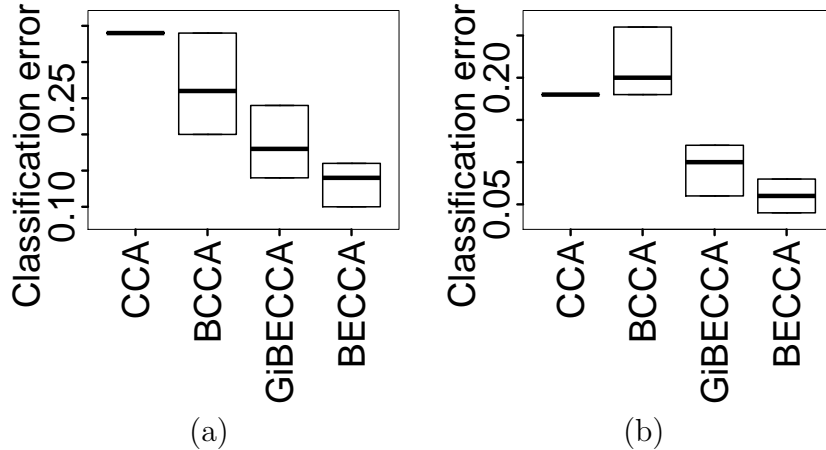 Classification error
0.25
0.10
CCA
BCCA
GiBECCA
BECCA
(a)
Classification error
0.20
0.05
CCA
BCCA
GiBECCA
BECCA
(b)